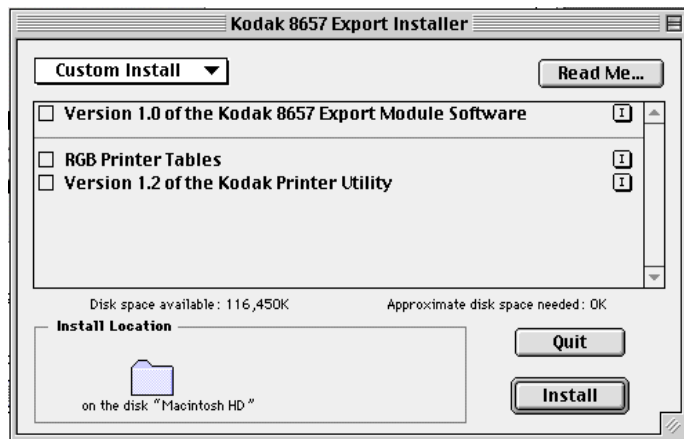 Kodak 8657 Export Installer
Custom Install
Read Me...
Version 1.0 of the Kodak 8657 Export Module Software
I
RGB Printer Tables
I
Version 1.2 of the Kodak Printer Utility
I
Disk space available: 116,450K
Approximate disk space needed: 0K
Install Location
on the disk "Macintosh HD"
Quit
Install